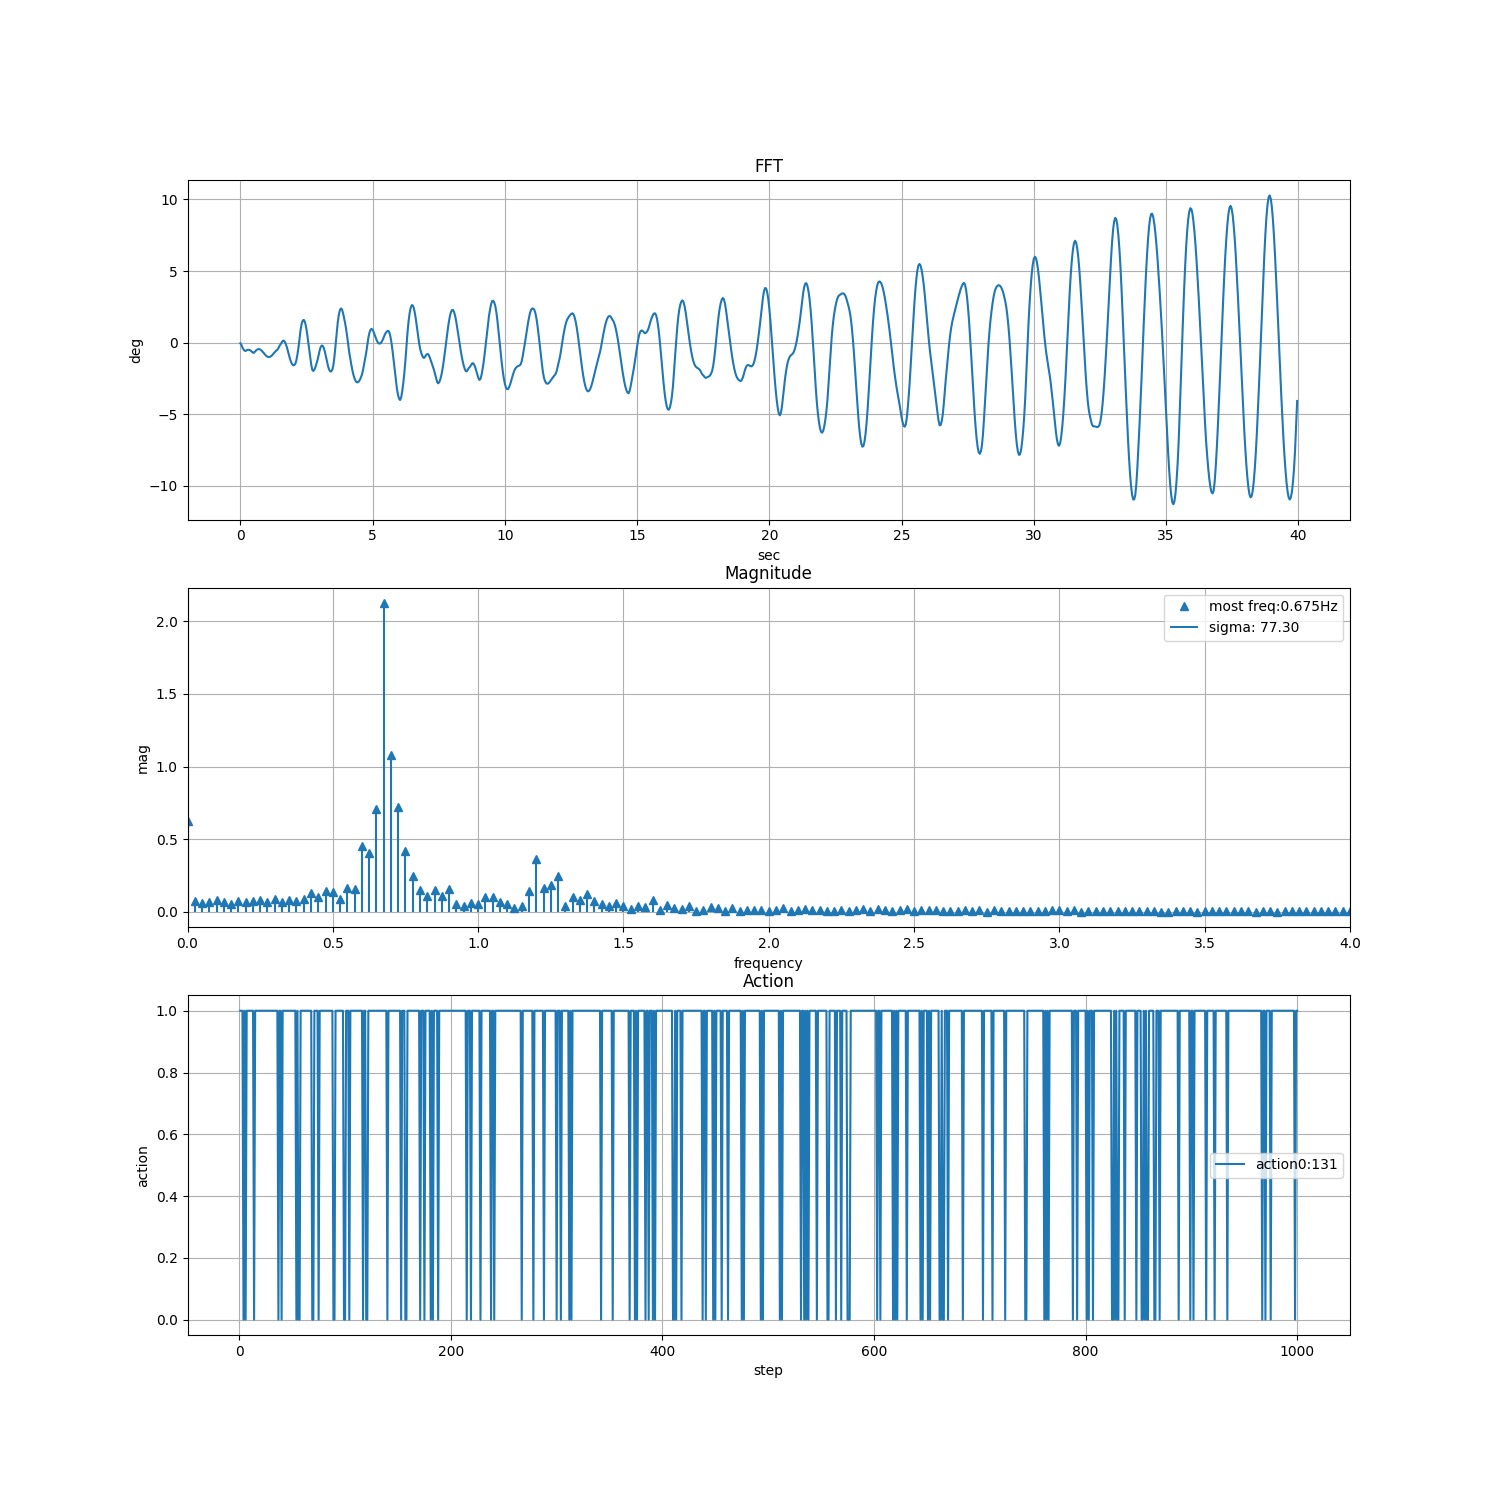 FFT
10
5
0
−5
−10
deg
0 5 10 15 20 25 30 35 40
sec
Magnitude
most freq:0.675Hz
sigma: 77.30
2.0
1.5
1.0
0.5
0.0
mag
0.0 0.5 1.0 1.5 2.0 2.5 3.0 3.5 4.0
frequency
Action
1.0
0.8
0.6
0.4
0.2
0.0
action
action0:131
0 200 400 600 800 1000
step